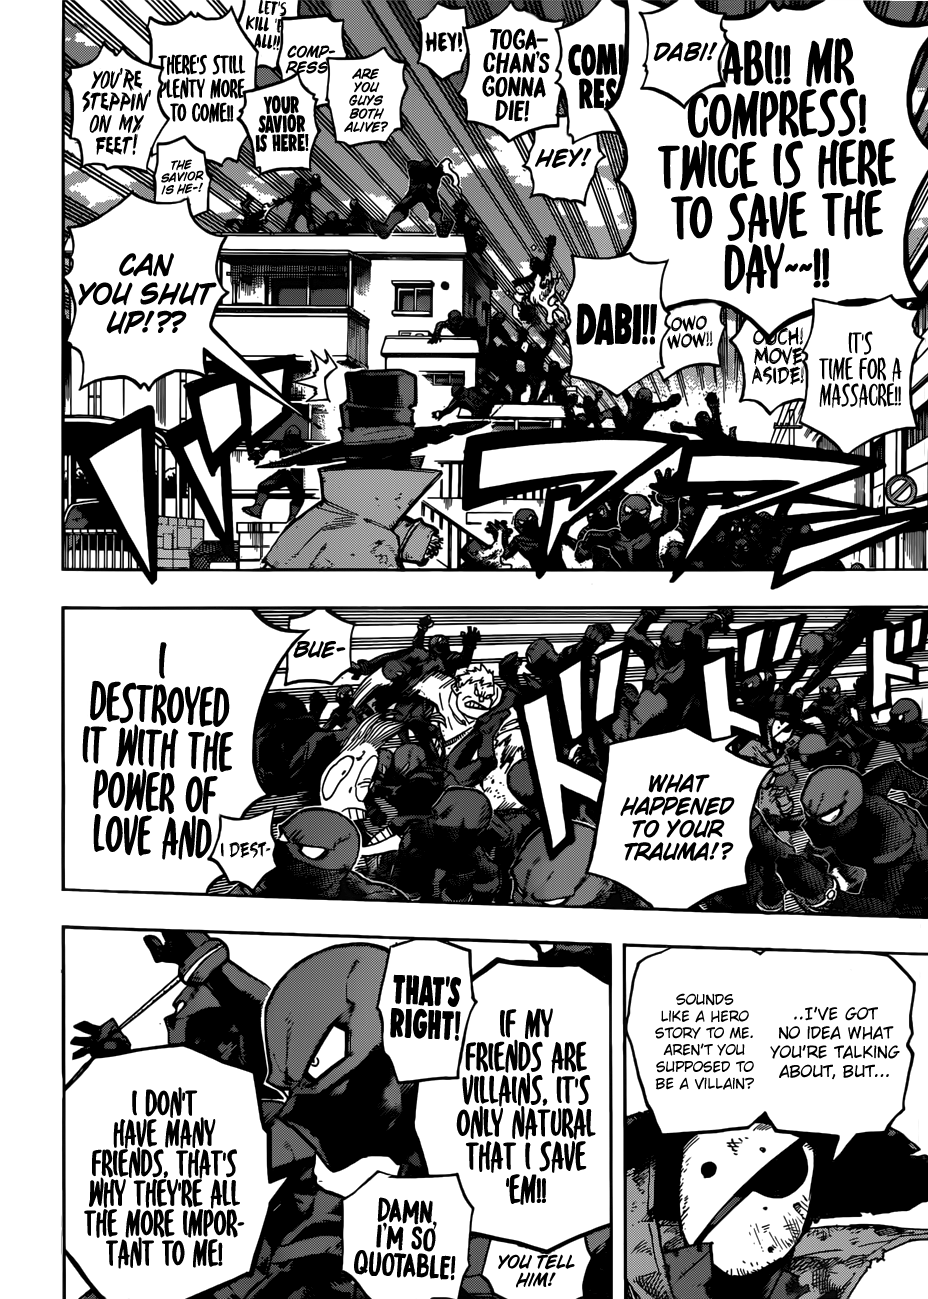 ABI!! MR
COMPRESS!
TWICE IS HERE
TO SAVE THE
DAY~~!!
DABI!
COM
RES
TOGA-
CHAN'S
GONNA
DIE!
HEY!
HEY!
LET'S
KILL 'E
ALL!!
COMP-
RESS
ARE
YOU
GUYS
BOTH
ALIVE?
THERE'S STILL
PLENTY MORE
TO COME!!
YOUR
SAVIOR
IS HERE!
YOU'RE
STEPPIN'
ON MY
FEET!
THE
SAVIOR
IS HE-!
IT'S
TIME FOR A
MASSACRE!!
OUCH!
MOVE
ASIDE!
OWO
WOW!!
DABI!!
CAN
YOU SHUT
UP!??
ドドドド
WHAT
HAPPENED
TO YOUR
TRAUMA!?
BUE-
I
DESTROYED
IT WITH THE
POWER OF
LOVE AND
I DEST-
..I'VE GOT
NO IDEA WHAT
YOU'RE TALKING
ABOUT, BUT...
SOUNDS
LIKE A HERO
STORY TO ME.
AREN'T YOU
SUPPOSED TO
BE A VILLAIN?
IF MY
FRIENDS ARE
VILLAINS, IT'S
ONLY NATURAL
THAT I SAVE
'EM!!
THAT'S
RIGHT!
YOU TELL
HIM!
DAMN,
I'M SO
QUOTABLE!
I DON'T
HAVE MANY
FRIENDS, THAT'S
WHY THEY'RE ALL
THE MORE IMPOR-
TANT TO ME!